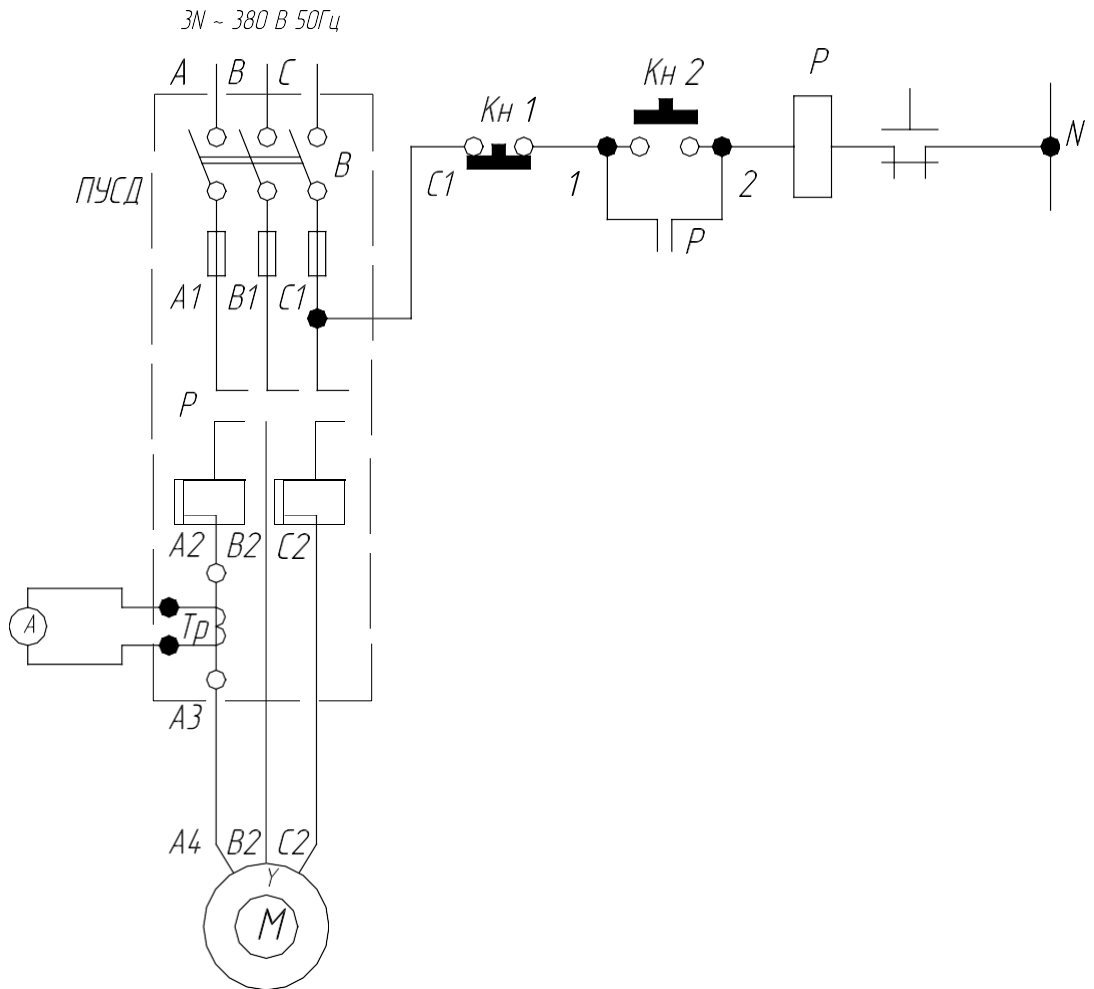 3N ~ 380 В 50Гц
А В С
Р
Кн 2
Кн 1
N
В
ПУСД
С1
1
2
Р
А1 В1 С1
Р
А2 В2 С2
А
Тр
А3
А4 В2 С2
Y
М